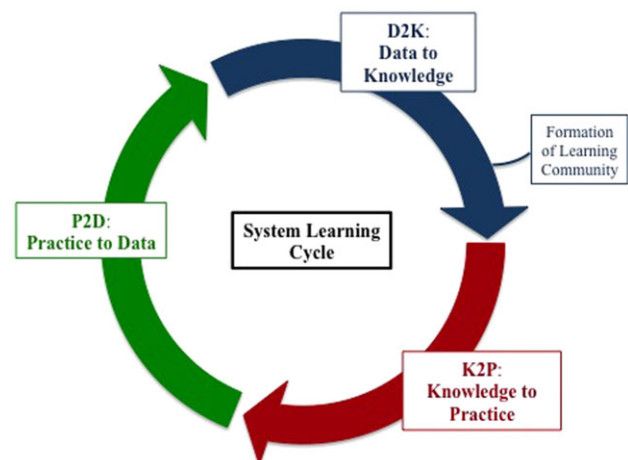 D2K:
Data to
Knowledge
Formation
of Learning
Community
P2D:
Practice to Data
System Learning
Cycle
K2P:
Knowledge to
Practice